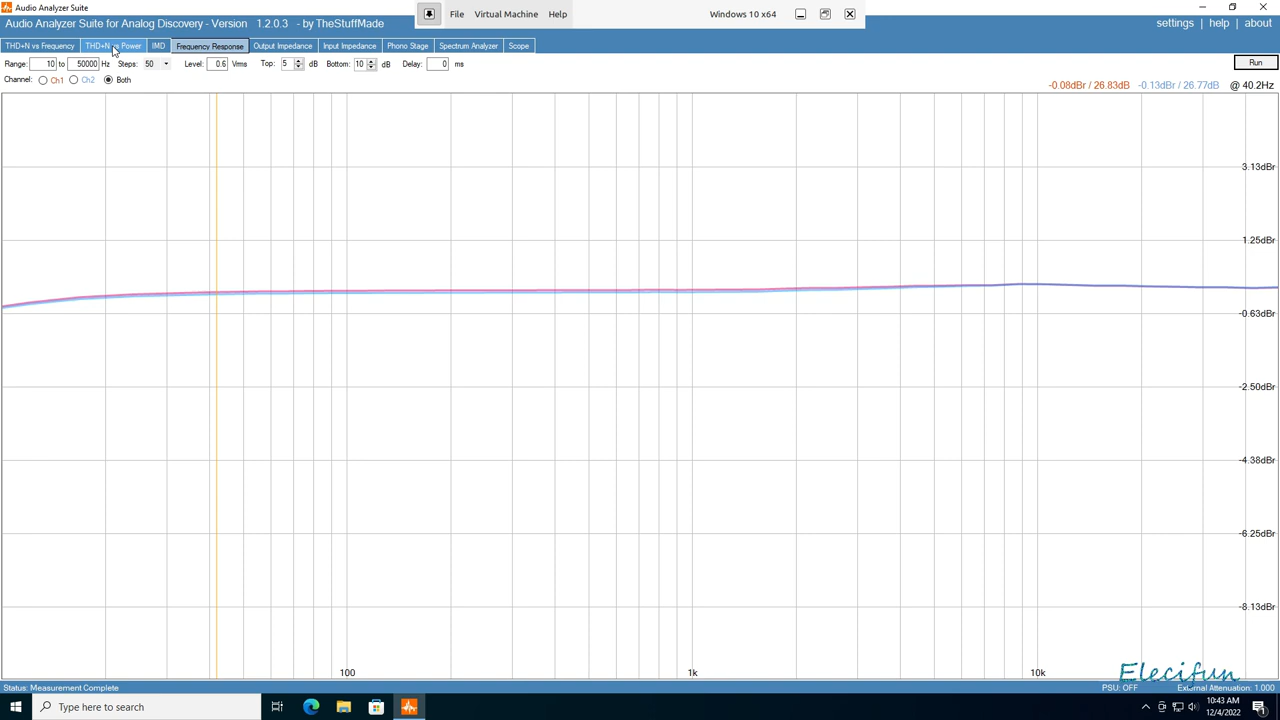 Audio Analyzer Suite
File Virtual Machine Help Windows 10 x64
Audio Analyzer Suite for Analog Discovery - Version 1.2.0.3 - by TheStuffMade
settings | help | about
THD+N vs Frequency THD+N vs Power IMD Frequency Response Output Impedance Input Impedance Phono Stage Spectrum Analyzer Scope
Range: 10 to 50000 Hz Steps: 50 Level: 0.6 Vrms Top: 5 dB Bottom: 10 dB Delay: 0 ms Run
Channel: Ch1 Ch2 Both
-0.08dBr / 26.83dB -0.13dBr / 26.77dB @ 40.2Hz
3.13dBr
1.25dBr
-0.63dBr
-2.50dBr
-4.38dBr
-6.25dBr
-8.13dBr
100 1k 10k
Elecifun
Status: Measurement Complete PSU: OFF External Attenuation: 1.000
Type here to search
10:43 AM
12/4/2022
1